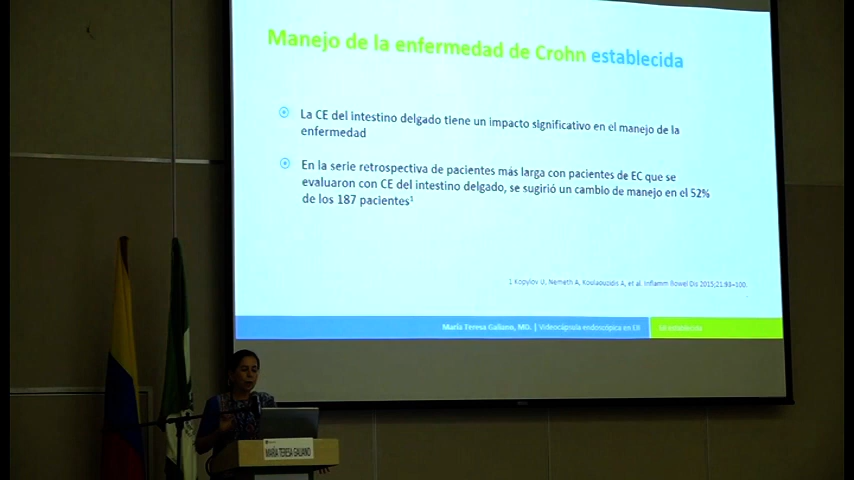 Manejo de la enfermedad de Crohn establecida
La CE del intestino delgado tiene un impacto significativo en el manejo de la
enfermedad
En la serie retrospectiva de pacientes más larga con pacientes de EC que se
evaluaron con CE del intestino delgado, se sugirió un cambio de manejo en el 52%
de los 187 pacientes¹
1 Kopylov U, Nemeth A, Koulaouzidis A, et al. Inflamm Bowel Dis 2015;21:93–100.
María Teresa Galiano, MD. | Videocápsula endoscópica en EII
establecida
MARÍA TERESA GALIANO